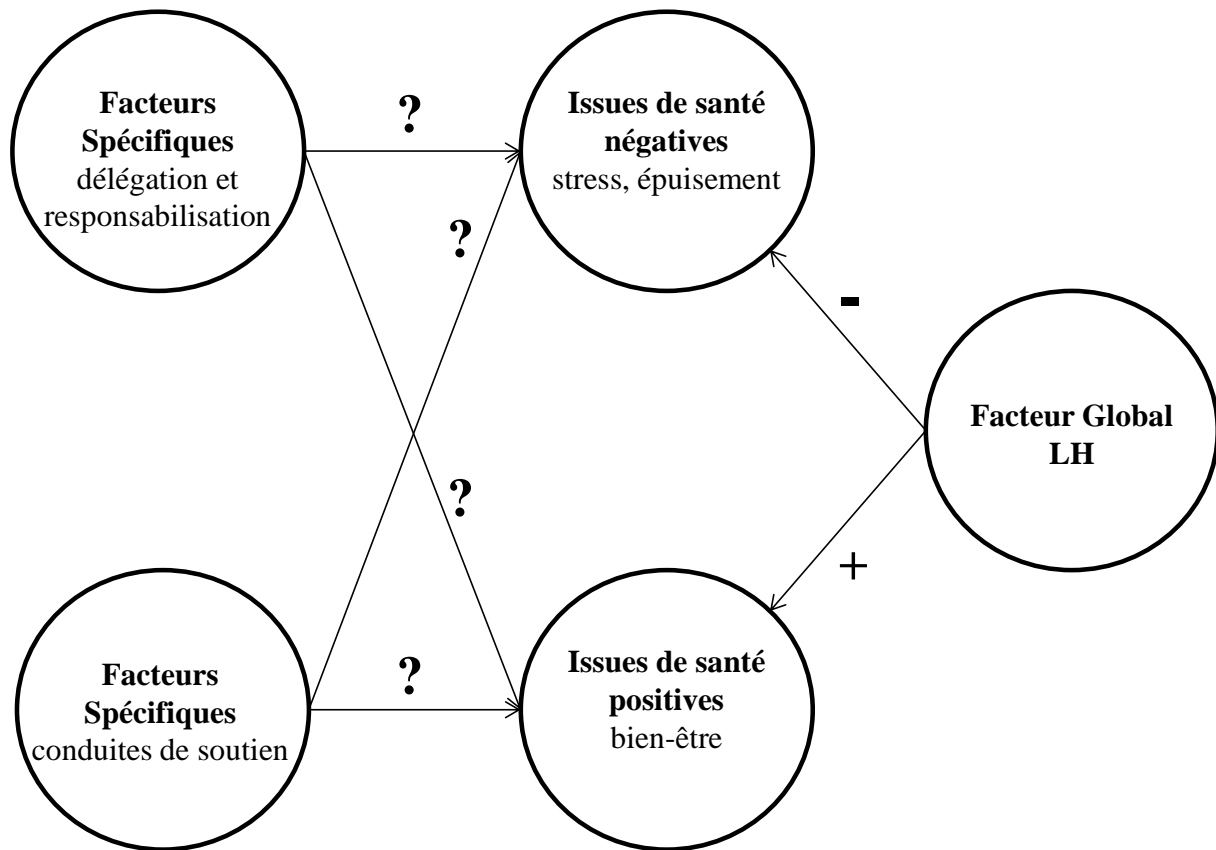 Facteurs
Spécifiques
délégation et
responsabilisation
?
Issues de santé
négatives
stress, épuisement
?
-
Facteur Global
LH
?
+
Facteurs
Spécifiques
conduites de soutien
?
Issues de santé
positives
bien-être